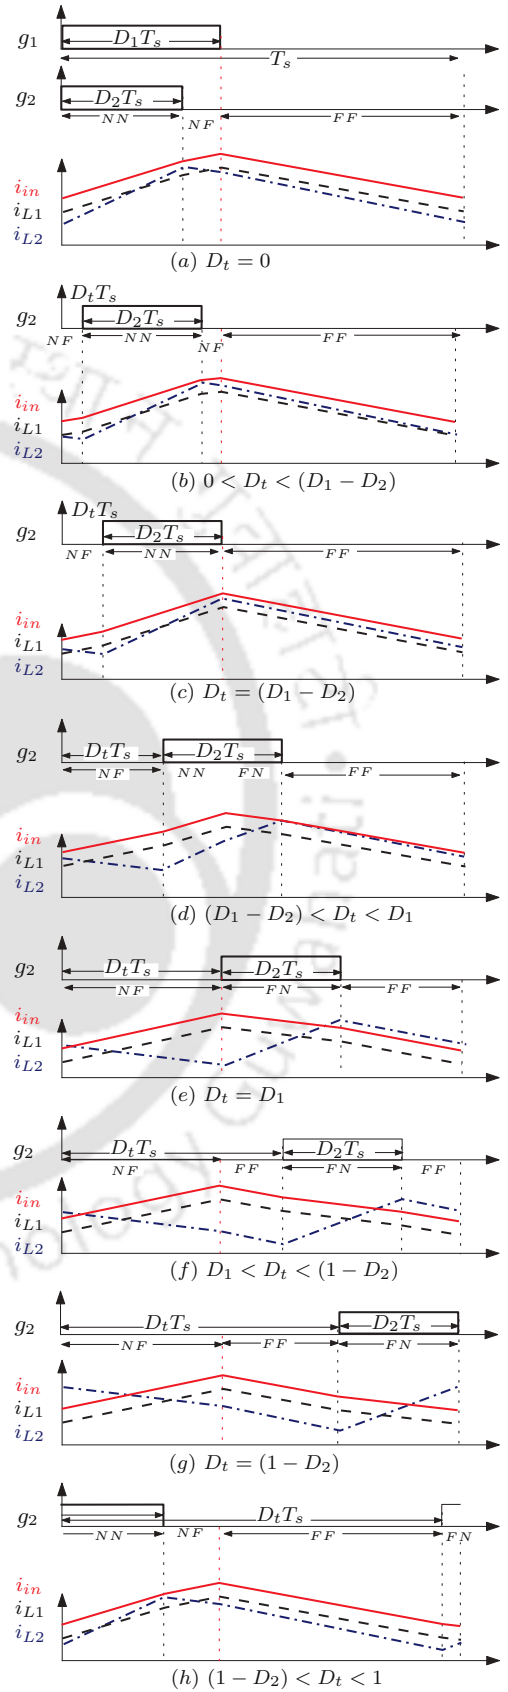 g1 D1Ts
Ts
g2 D2Ts
NN NF FF
iin
iL1
iL2
(a) Dt = 0
DtTs
g2 D2Ts
NF NN NF FF
iin
iL1
iL2
(b) 0 < Dt < (D1 − D2)
DtTs
g2 D2Ts
NF NN FF
iin
iL1
iL2
(c) Dt = (D1 − D2)
g2 DtTs D2Ts
NF NN FN FF
iin
iL1
iL2
(d) (D1 − D2) < Dt < D1
g2 DtTs D2Ts
NF FN FF
iin
iL1
iL2
(e) Dt = D1
g2 DtTs D2Ts
NF FF FN FF
iin
iL1
iL2
(f) D1 < Dt < (1 − D2)
g2 DtTs D2Ts
NF FF FN
iin
iL1
iL2
(g) Dt = (1 − D2)
g2 DtTs
NN NF FF FN
iin
iL1
iL2
(h) (1 − D2) < Dt < 1